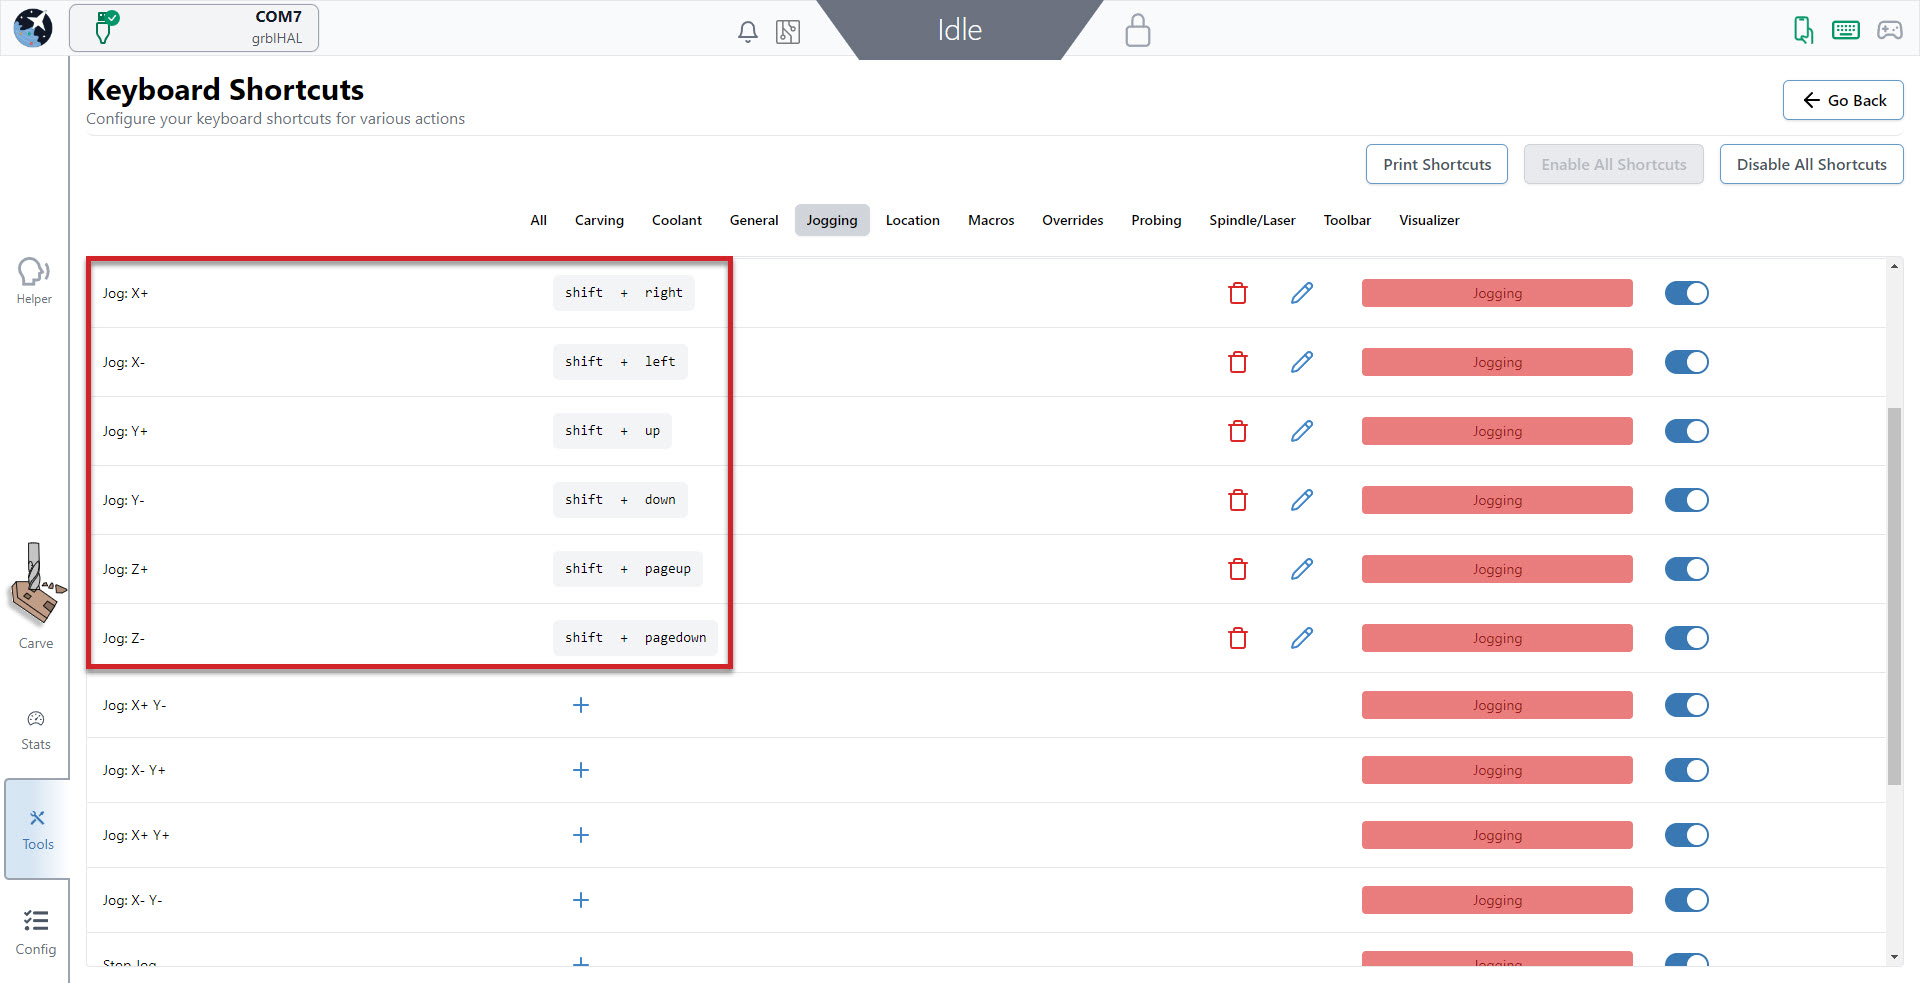 COM7
grblHAL
Idle
Keyboard Shortcuts
Configure your keyboard shortcuts for various actions
Go Back
Print Shortcuts
Enable All Shortcuts
Disable All Shortcuts
All Carving Coolant General Jogging Location Macros Overrides Probing Spindle/Laser Toolbar Visualizer
Helper
Carve
Stats
Tools
Config
Jog: X+ shift + right Jogging
Jog: X- shift + left Jogging
Jog: Y+ shift + up Jogging
Jog: Y- shift + down Jogging
Jog: Z+ shift + pageup Jogging
Jog: Z- shift + pagedown Jogging
Jog: X+ Y- Jogging
Jog: X- Y+ Jogging
Jog: X+ Y+ Jogging
Jog: X- Y- Jogging
Stop Jog Jogging